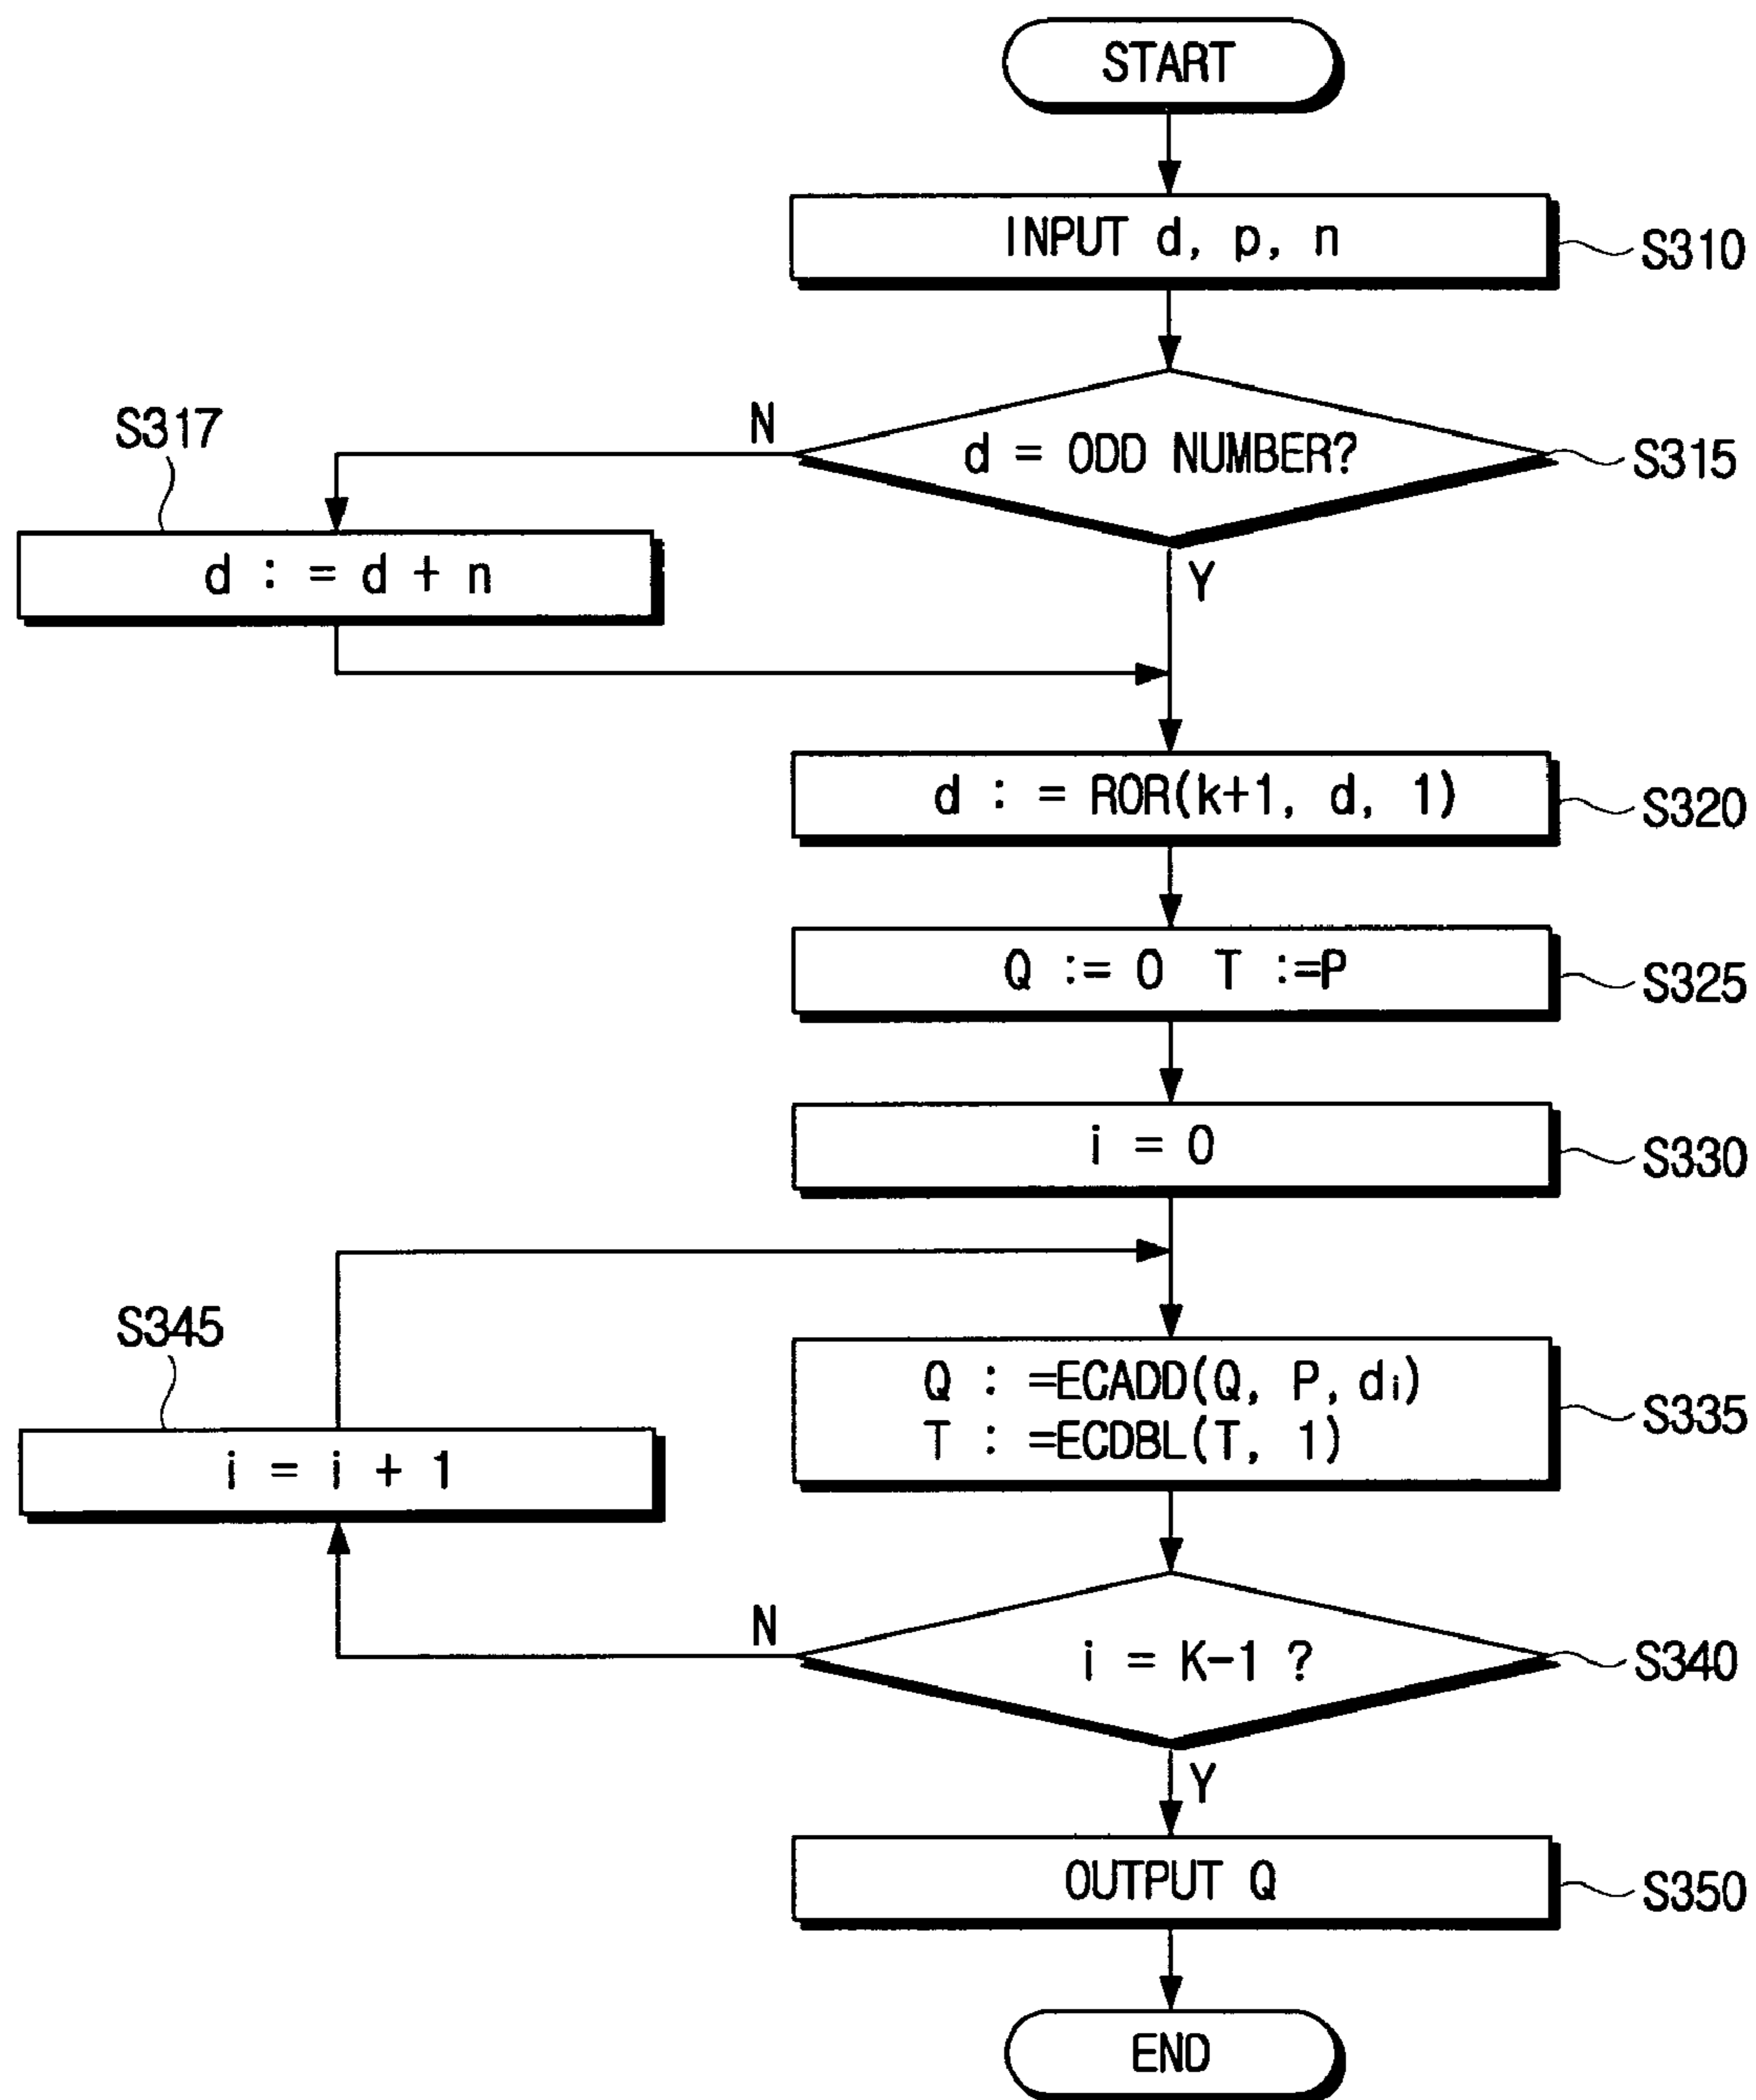 START
INPUT d, p, n
S310
S317
N
d = ODD NUMBER?
S315
d : = d + n
Y
d : = ROR(k+1, d, 1)
S320
Q := 0 T :=P
S325
i = 0
S330
S345
Q : =ECADD(Q, P, di)
T : =ECDBL(T, 1)
S335
i = i + 1
N
i = K-1 ?
S340
Y
OUTPUT Q
S350
END